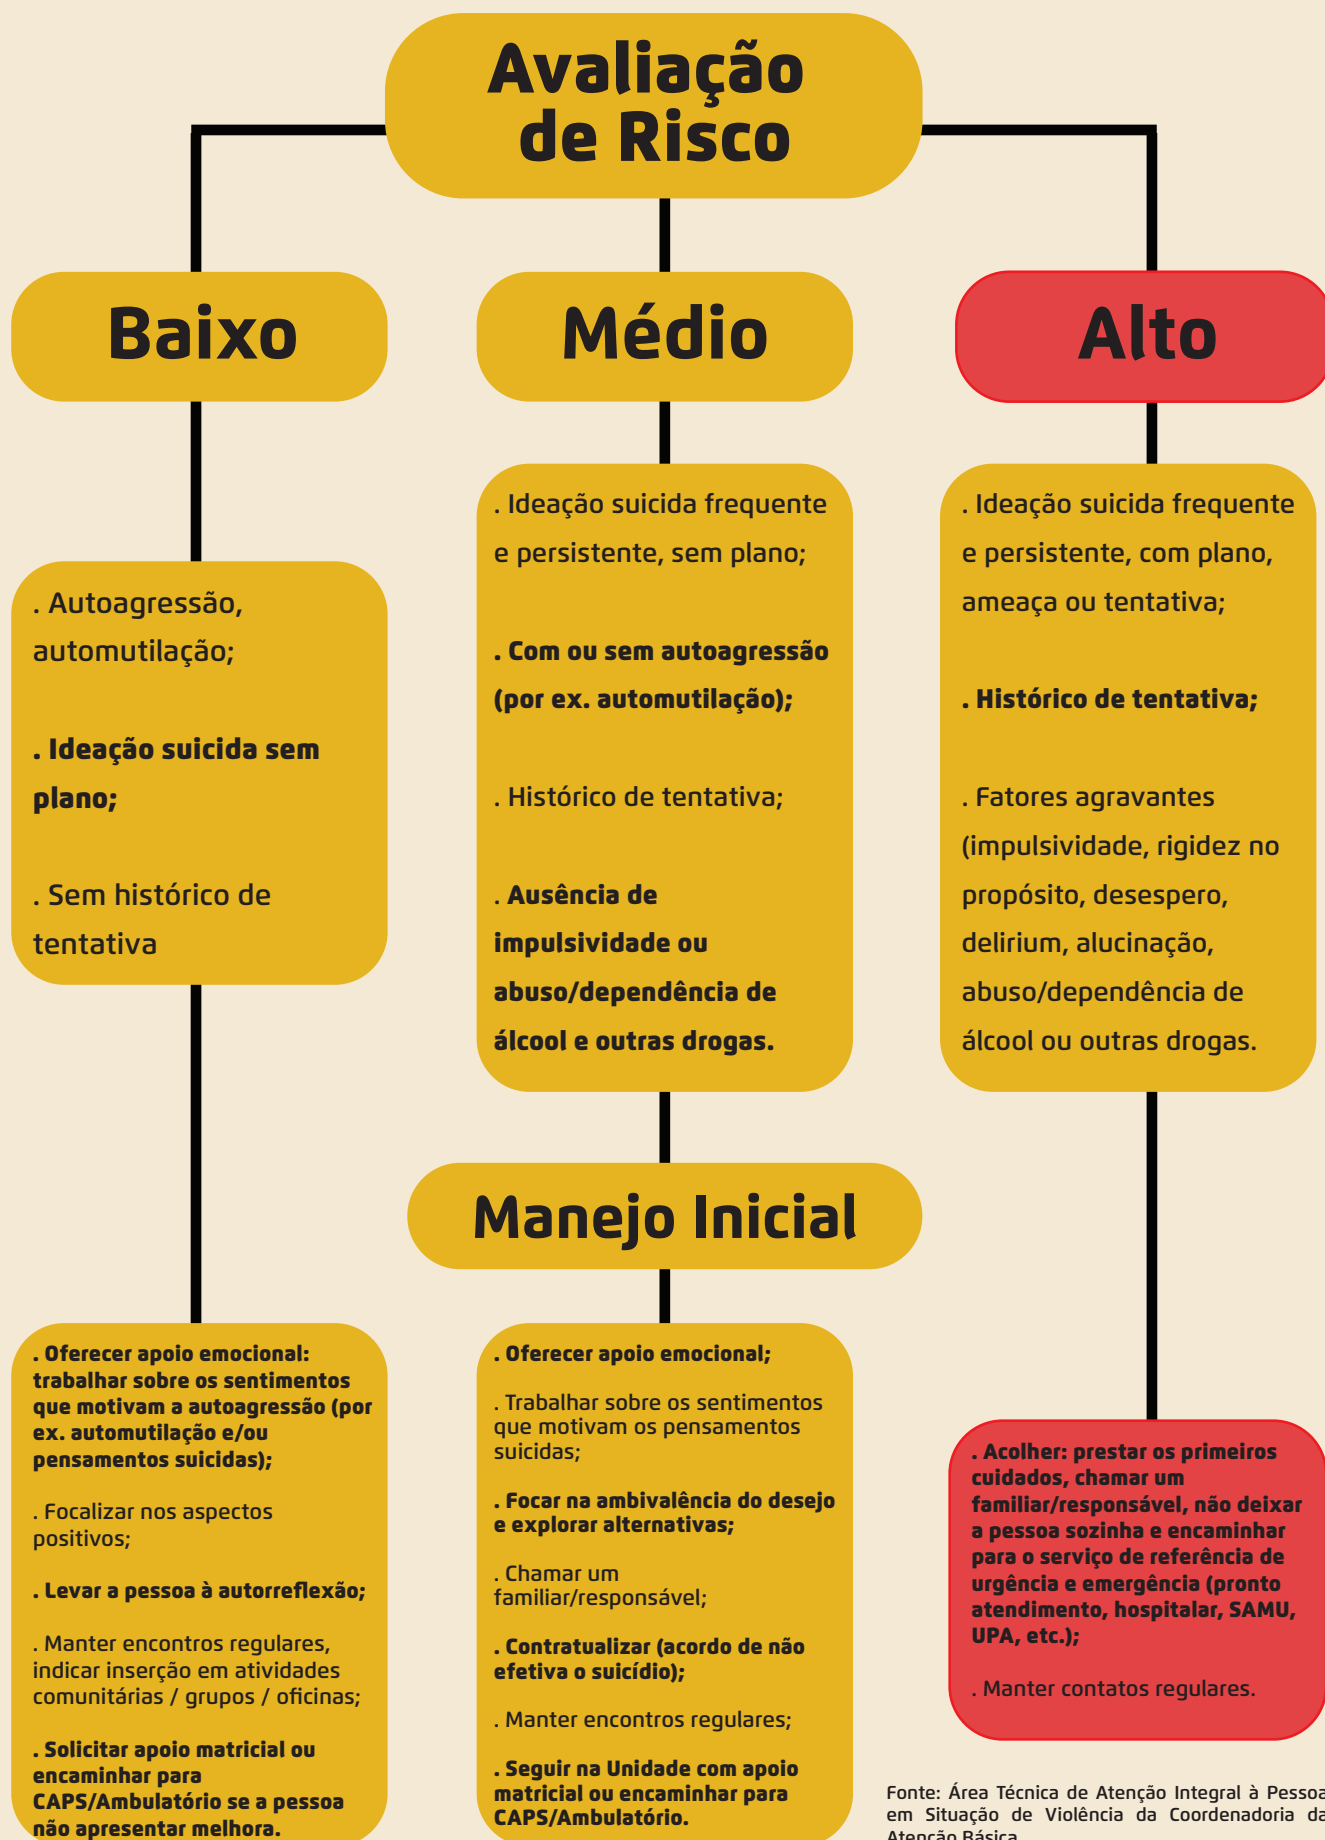 Avaliação
de Risco
Baixo
Médio
Alto
. Autoagressão,
automutilação;
. Ideação suicida sem
plano;
. Sem histórico de
tentativa
. Ideação suicida frequente
e persistente, sem plano;
. Com ou sem autoagressão
(por ex. automutilação);
. Histórico de tentativa;
. Ausência de
impulsividade ou
abuso/dependência de
álcool e outras drogas.
. Ideação suicida frequente
e persistente, com plano,
ameaça ou tentativa;
. Histórico de tentativa;
. Fatores agravantes
(impulsividade, rigidez no
propósito, desespero,
delirium, alucinação,
abuso/dependência de
álcool ou outras drogas.
Manejo Inicial
. Oferecer apoio emocional:
trabalhar sobre os sentimentos
que motivam a autoagressão (por
ex. automutilação e/ou
pensamentos suicidas);
. Focalizar nos aspectos
positivos;
. Levar a pessoa à autorreflexão;
. Manter encontros regulares,
indicar inserção em atividades
comunitárias / grupos / oficinas;
. Solicitar apoio matricial ou
encaminhar para
CAPS/Ambulatório se a pessoa
não apresentar melhora.
. Oferecer apoio emocional;
. Trabalhar sobre os sentimentos
que motivam os pensamentos
suicidas;
. Focar na ambivalência do desejo
e explorar alternativas;
. Chamar um
familiar/responsável;
. Contratualizar (acordo de não
efetiva o suicídio);
. Manter encontros regulares;
. Seguir na Unidade com apoio
matricial ou encaminhar para
CAPS/Ambulatório.
. Acolher: prestar os primeiros
cuidados, chamar um
familiar/responsável, não deixar
a pessoa sozinha e encaminhar
para o serviço de referência de
urgência e emergência (pronto
atendimento, hospitalar, SAMU,
UPA, etc.);
. Manter contatos regulares.
Fonte: Área Técnica de Atenção Integral à Pessoa
em Situação de Violência da Coordenadoria da
Atenção Básica